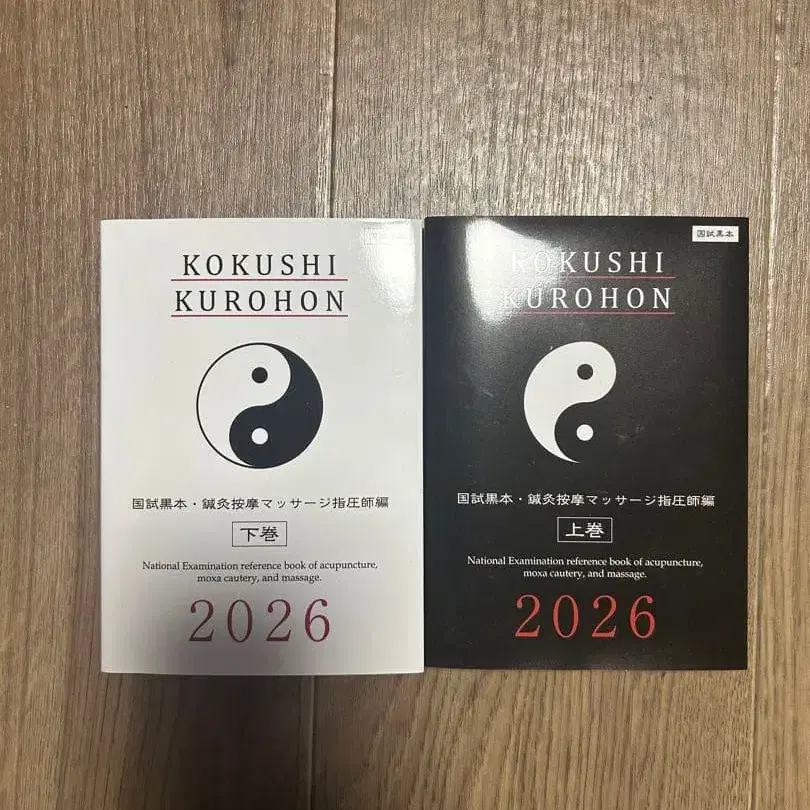 KOKUSHI
KUROHON
国試黒本・鍼灸按摩マッサージ指圧師編
下巻
National Examination reference book of acupuncture,
moxa cautery, and massage.
2026
国試黒本
KOKUSHI
KUROHON
国試黒本・鍼灸按摩マッサージ指圧師編
上巻
National Examination reference book of acupuncture,
moxa cautery, and massage.
2026